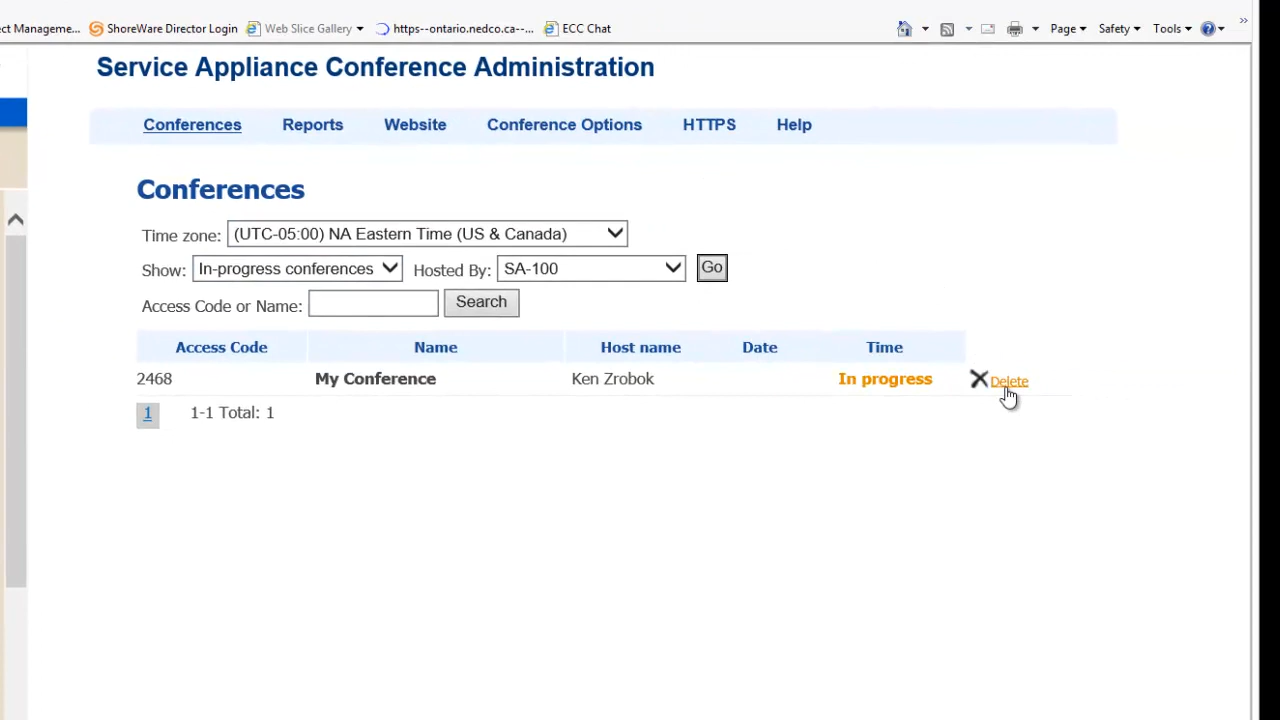 ect Manageme... ShoreWare Director Login Web Slice Gallery https--ontario.nedco.ca--... ECC Chat Page Safety Tools »
Service Appliance Conference Administration
Conferences Reports Website Conference Options HTTPS Help
Conferences
Time zone: (UTC-05:00) NA Eastern Time (US & Canada)
Show: In-progress conferences Hosted By: SA-100 Go
Access Code or Name: Search
Access Code Name Host name Date Time
2468 My Conference Ken Zrobok In progress Delete
1 1-1 Total: 1